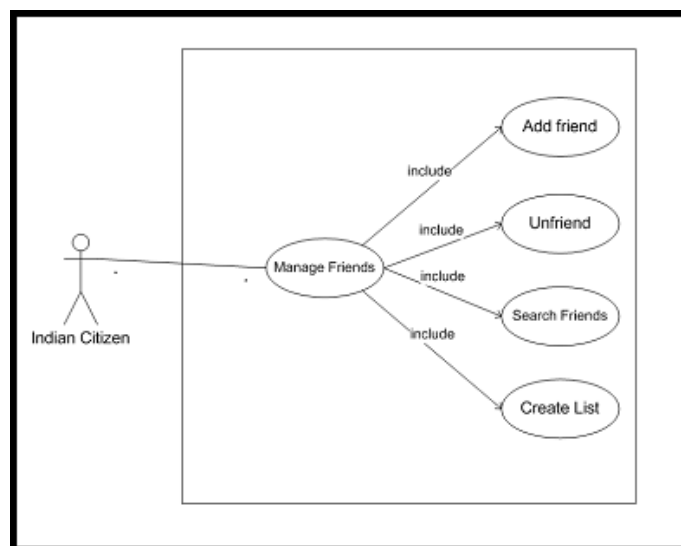 Add friend
include
Unfriend
include
Manage Friends
include
Search Friends
include
Indian Citizen
Create List